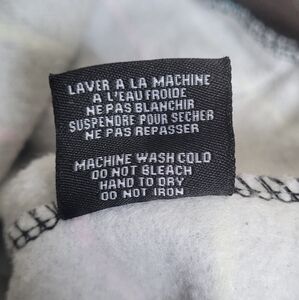 LAVER A LA MACHINE
A L'EAU FROIDE
NE PAS BLANCHIR
SUSPENDRE POUR SECHER
NE PAS REPASSER
MACHINE WASH COLD
DO NOT BLEACH
HAND TO DRY
DO NOT IRON